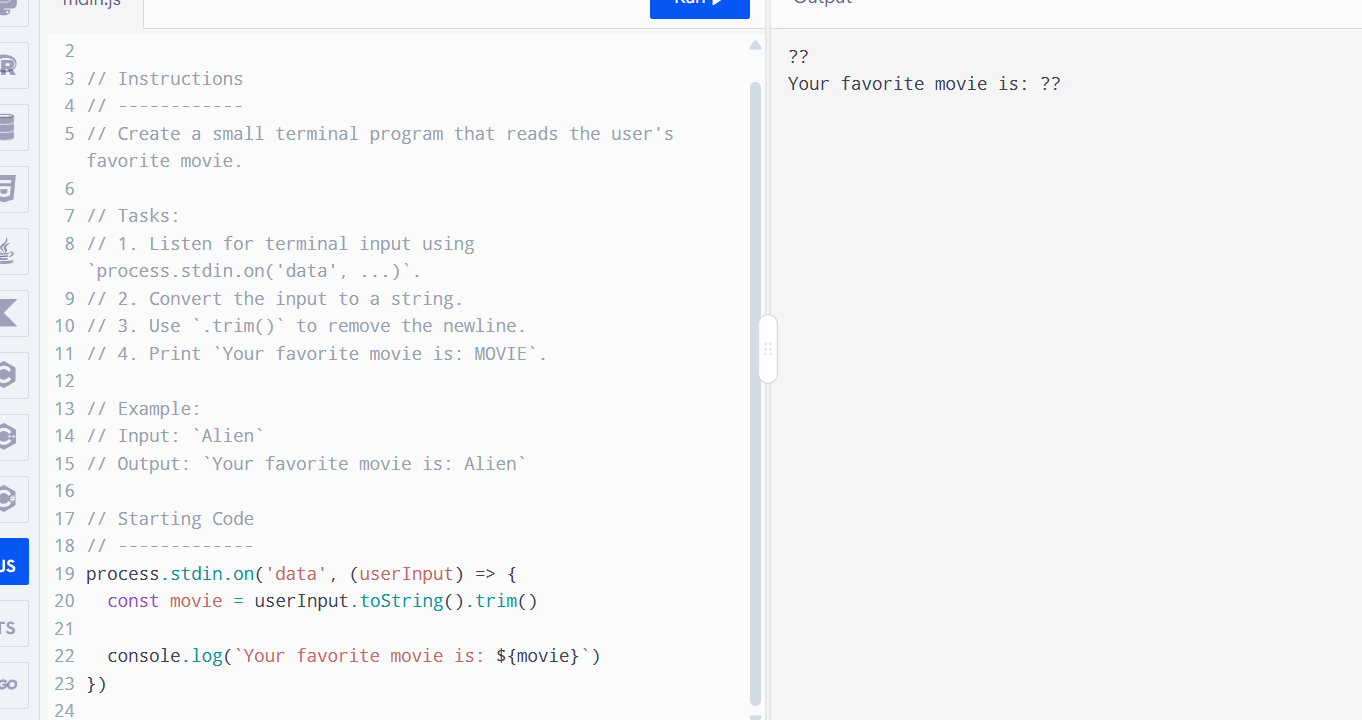 main.js
Run
Output
2
3 // Instructions
4 // ------------
5 // Create a small terminal program that reads the user's
favorite movie.
6
7 // Tasks:
8 // 1. Listen for terminal input using
`process.stdin.on('data', ...)`.
9 // 2. Convert the input to a string.
10 // 3. Use `.trim()` to remove the newline.
11 // 4. Print `Your favorite movie is: MOVIE`.
12
13 // Example:
14 // Input: `Alien`
15 // Output: `Your favorite movie is: Alien`
16
17 // Starting Code
18 // -------------
19 process.stdin.on('data', (userInput) => {
20   const movie = userInput.toString().trim()
21
22   console.log(`Your favorite movie is: ${movie}`)
23 })
24
??
Your favorite movie is: ??
R
JS
TS
GO